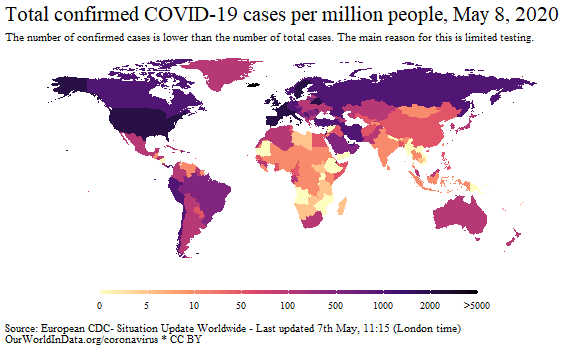 Total confirmed COVID-19 cases per million people, May 8, 2020
The number of confirmed cases is lower than the number of total cases. The main reason for this is limited testing.
0 5 10 50 100 500 1000 2000 >5000
Source: European CDC- Situation Update Worldwide - Last updated 7th May, 11:15 (London time)
OurWorldInData.org/coronavirus * CC BY